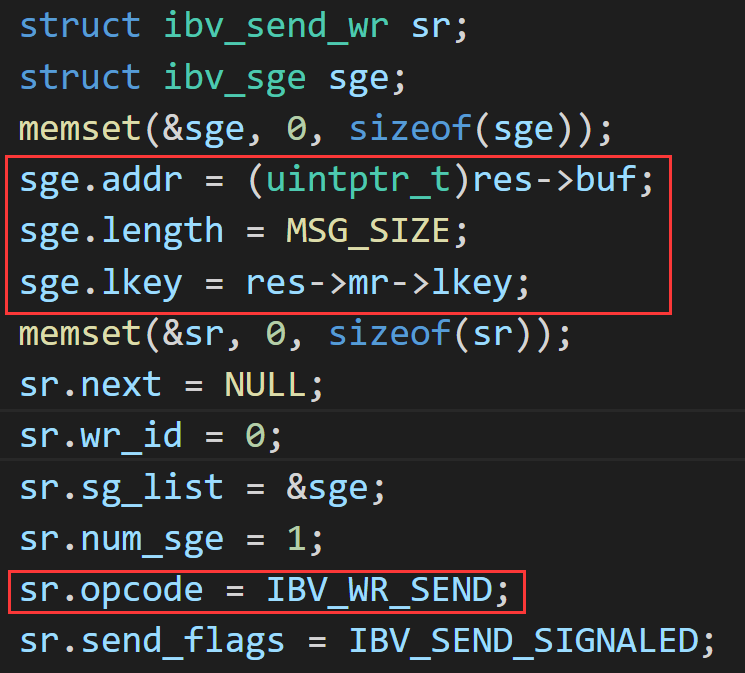 struct ibv_send_wr sr;
struct ibv_sge sge;
memset(&sge, 0, sizeof(sge));
sge.addr = (uintptr_t)res->buf;
sge.length = MSG_SIZE;
sge.lkey = res->mr->lkey;
memset(&sr, 0, sizeof(sr));
sr.next = NULL;
sr.wr_id = 0;
sr.sg_list = &sge;
sr.num_sge = 1;
sr.opcode = IBV_WR_SEND;
sr.send_flags = IBV_SEND_SIGNALED;